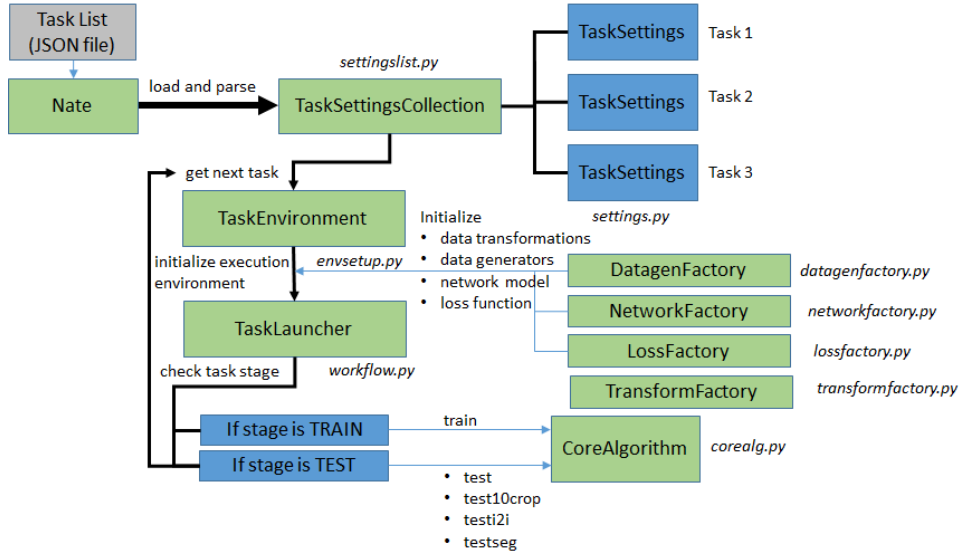 Task List
(JSON file)
Nate
load and parse
settingslist.py
TaskSettingsCollection
TaskSettings
Task 1
TaskSettings
Task 2
TaskSettings
Task 3
settings.py
get next task
TaskEnvironment
initialize execution
environment
envsetup.py
Initialize
• data transformations
• data generators
• network model
• loss function
DatagenFactory
datagenfactory.py
NetworkFactory
networkfactory.py
LossFactory
lossfactory.py
TransformFactory
transformfactory.py
TaskLauncher
workflow.py
check task stage
If stage is TRAIN
train
If stage is TEST
• test
• test10crop
• testi2i
• testseg
CoreAlgorithm
corealg.py